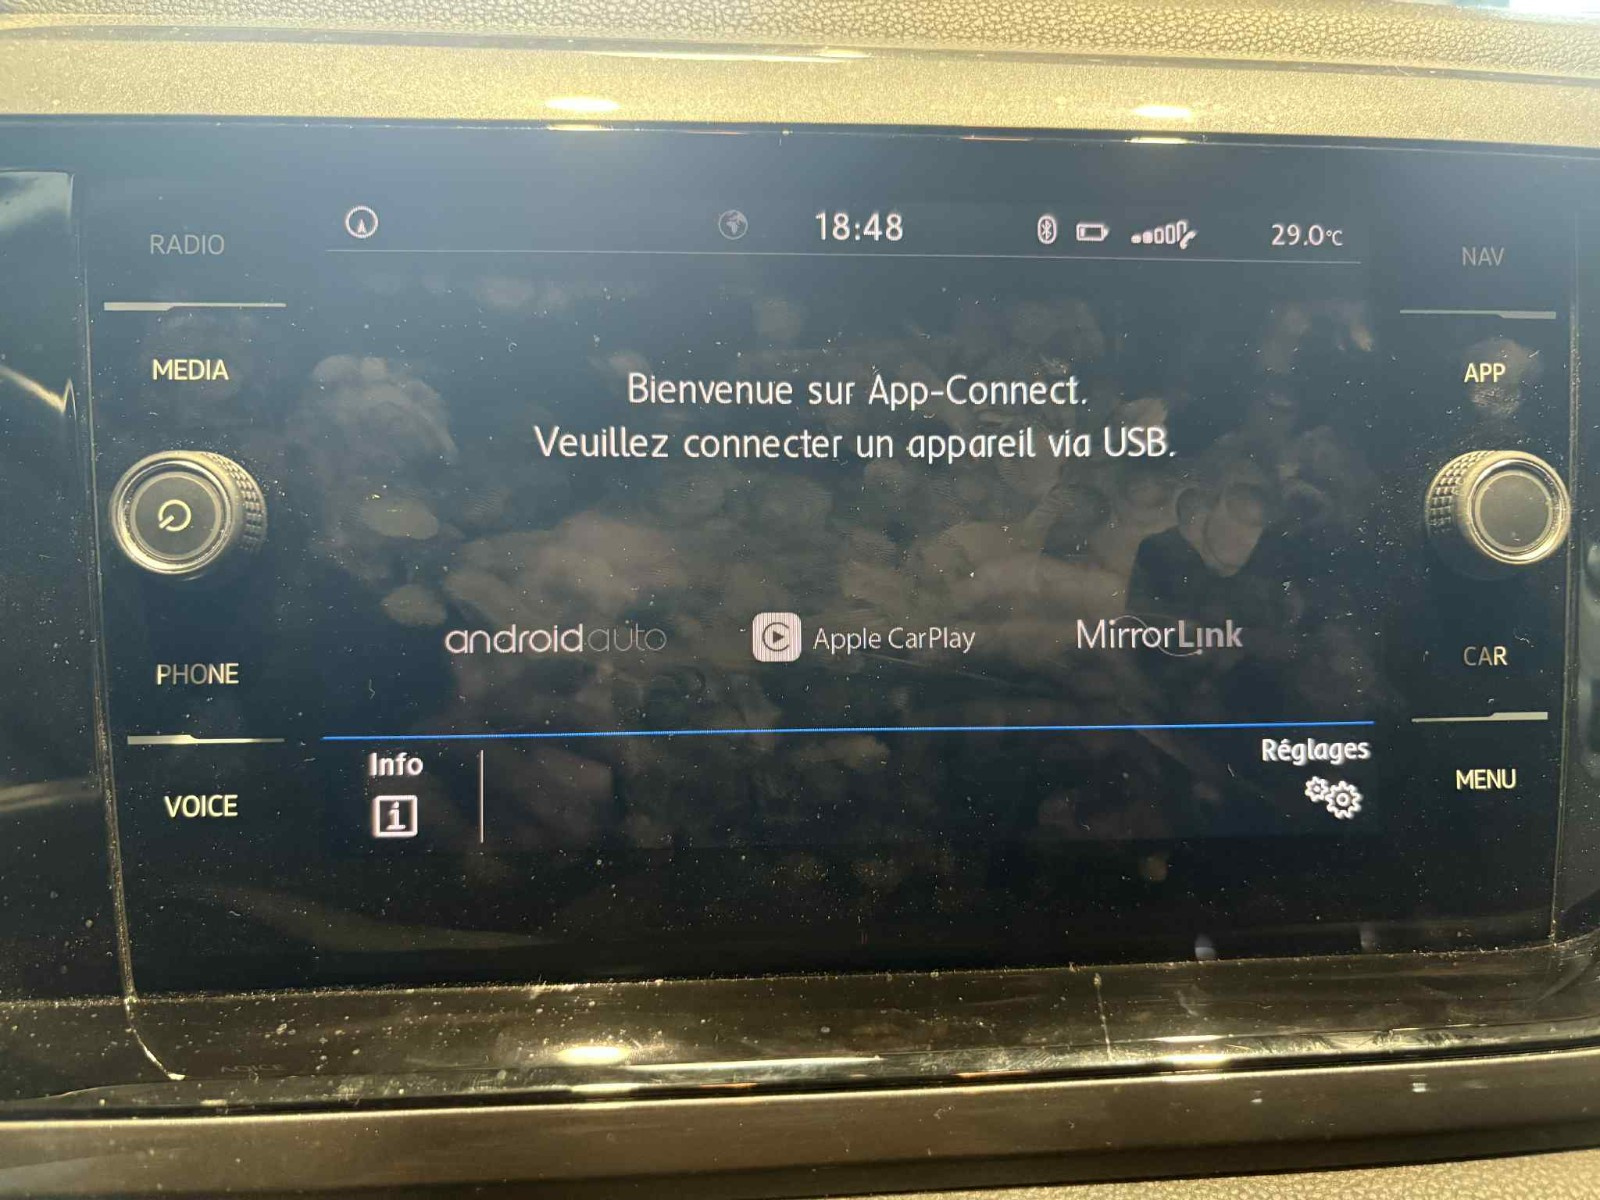 RADIO
18:48
29.0°C
NAV
MEDIA
APP
Bienvenue sur App-Connect.
Veuillez connecter un appareil via USB.
androidauto
Apple CarPlay
MirrorLink
PHONE
CAR
Info
Réglages
VOICE
MENU